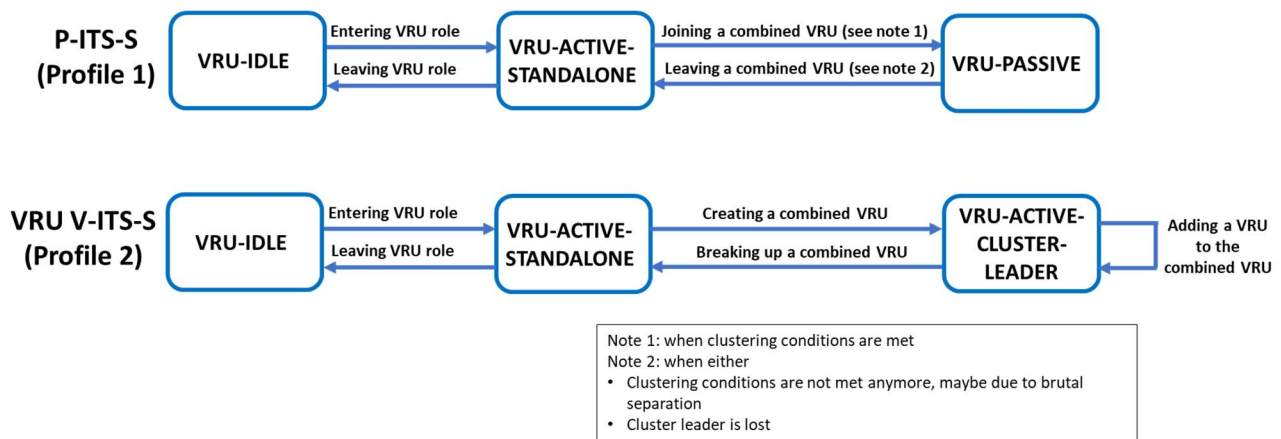 P-ITS-S
(Profile 1)
VRU-IDLE
Entering VRU role
Leaving VRU role
VRU-ACTIVE-
STANDALONE
Joining a combined VRU (see note 1)
Leaving a combined VRU (see note 2)
VRU-PASSIVE
VRU V-ITS-S
(Profile 2)
VRU-IDLE
Entering VRU role
Leaving VRU role
VRU-ACTIVE-
STANDALONE
Creating a combined VRU
Breaking up a combined VRU
VRU-ACTIVE-
CLUSTER-
LEADER
Adding a VRU
to the
combined VRU
Note 1: when clustering conditions are met
Note 2: when either
• Clustering conditions are not met anymore, maybe due to brutal
separation
• Cluster leader is lost